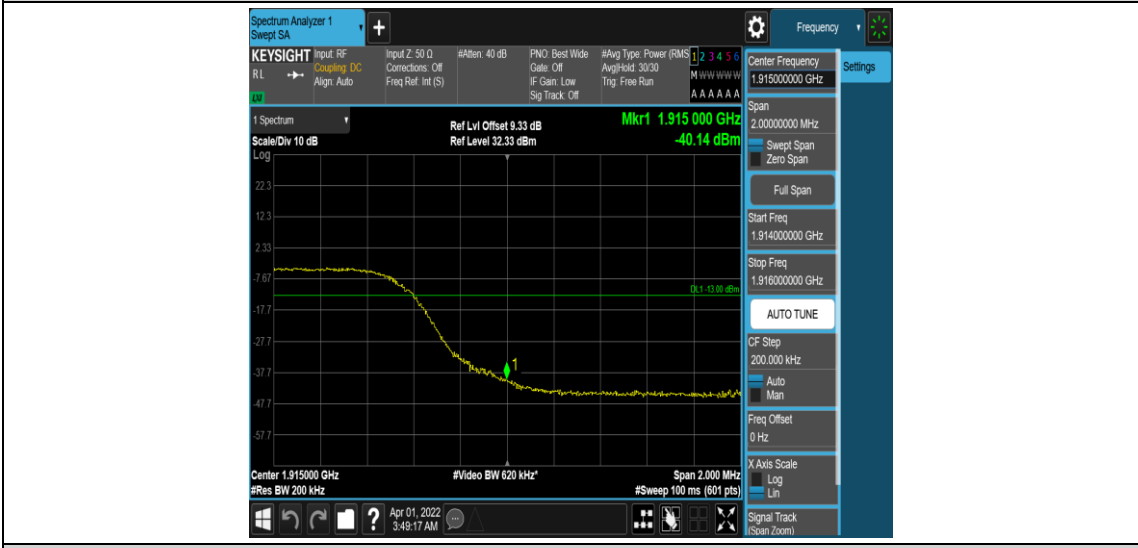 Spectrum Analyzer 1
Swept SA
+
Frequency
KEYSIGHT
RL
LXI
Input: RF
Coupling: DC
Align: Auto
Input Z: 50 Ω
Corrections: Off
Freq Ref: Int (S)
#Atten: 40 dB
PNO: Best Wide
Gate: Off
IF Gain: Low
Sig Track: Off
#Avg Type: Power (RMS
Avg|Hold: 30/30
Trig: Free Run
1 2 3 4 5 6
M W W W W W
A A A A A A
1 Spectrum
Scale/Div 10 dB
Log
Ref Lvl Offset 9.33 dB
Ref Level 32.33 dBm
Mkr1 1.915 000 GHz
-40.14 dBm
22.3
12.3
2.33
-7.67
-17.7
-27.7
-37.7
-47.7
-57.7
DL1 -13.00 dBm
1
Center 1.915000 GHz
#Res BW 200 kHz
#Video BW 620 kHz*
Span 2.000 MHz
#Sweep 100 ms (601 pts)
Apr 01, 2022
3:49:17 AM
?
Center Frequency
1.915000000 GHz
Span
2.00000000 MHz
Swept Span
Zero Span
Full Span
Start Freq
1.914000000 GHz
Stop Freq
1.916000000 GHz
AUTO TUNE
CF Step
200.000 kHz
Auto
Man
Freq Offset
0 Hz
X Axis Scale
Log
Lin
Signal Track
(Span Zoom)
Settings